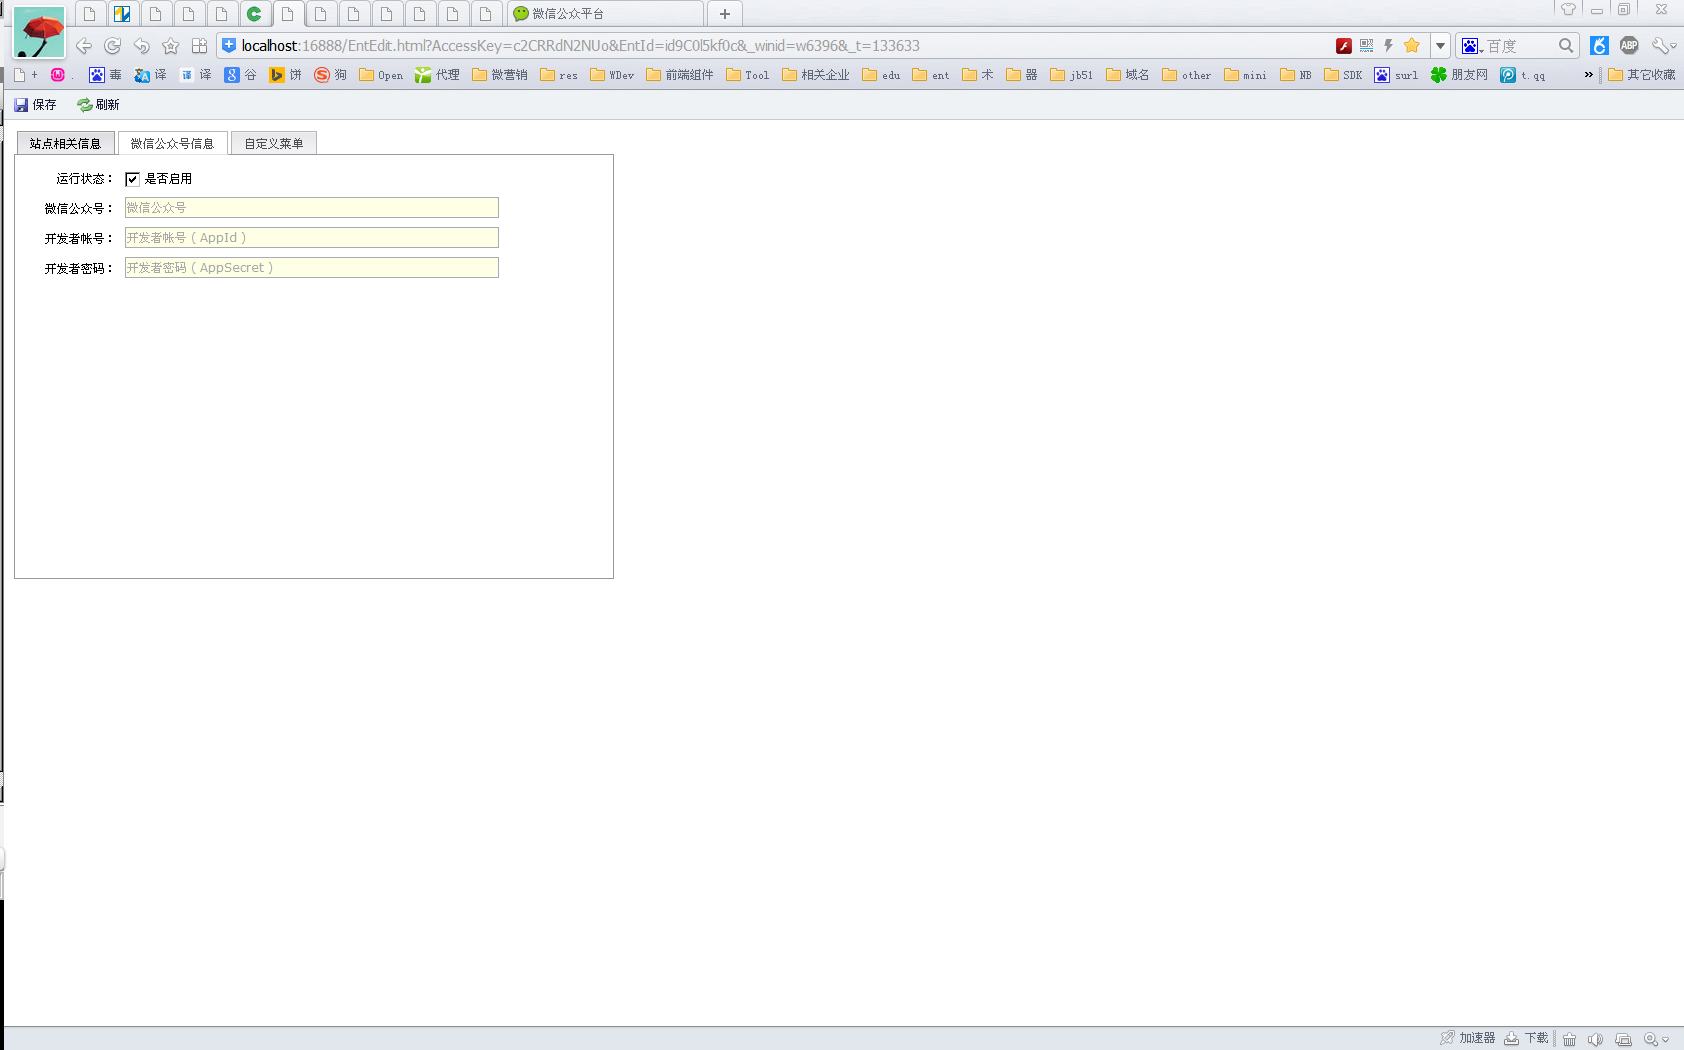 微信公众平台
localhost:16888/EntEdit.html?AccessKey=c2CRRdN2NUo&EntId=id9C0l5kf0c&_winid=w6396&_t=133633
百度
ABP
+ . 毒 译 译 谷 饼 狗 Open 代理 微营销 res WDev 前端组件 Tool 相关企业 edu ent 术 器 jb51 域名 other mini NB SDK surl 朋友网 t.qq » 其它收藏
保存 刷新
站点相关信息 微信公众号信息 自定义菜单
运行状态： 是否启用
微信公众号： 微信公众号
开发者帐号： 开发者帐号（AppId）
开发者密码： 开发者密码（AppSecret）
加速器 下载